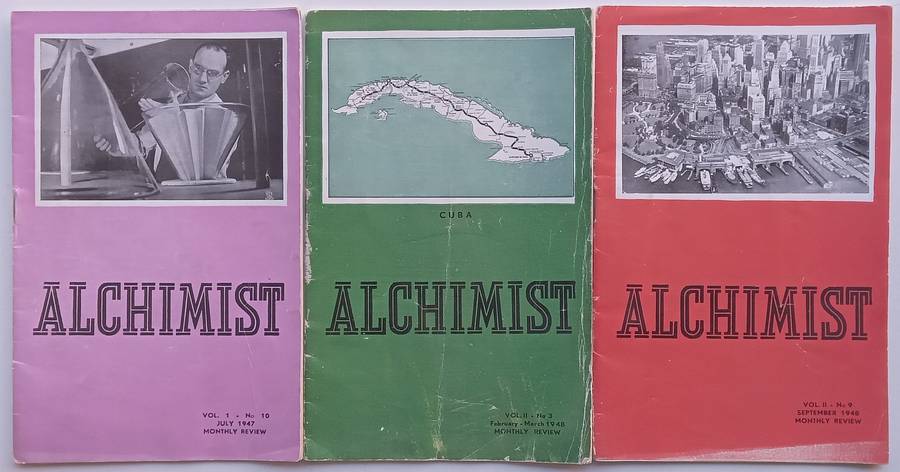 ALCHIMIST
VOL. 1 - No 10
JULY 1947
MONTHLY REVIEW
CUBA
ALCHIMIST
VOL. II - No 3
February - March 1948
MONTHLY REVIEW
ALCHIMIST
VOL. II - No 9
SEPTEMBER 1948
MONTHLY REVIEW